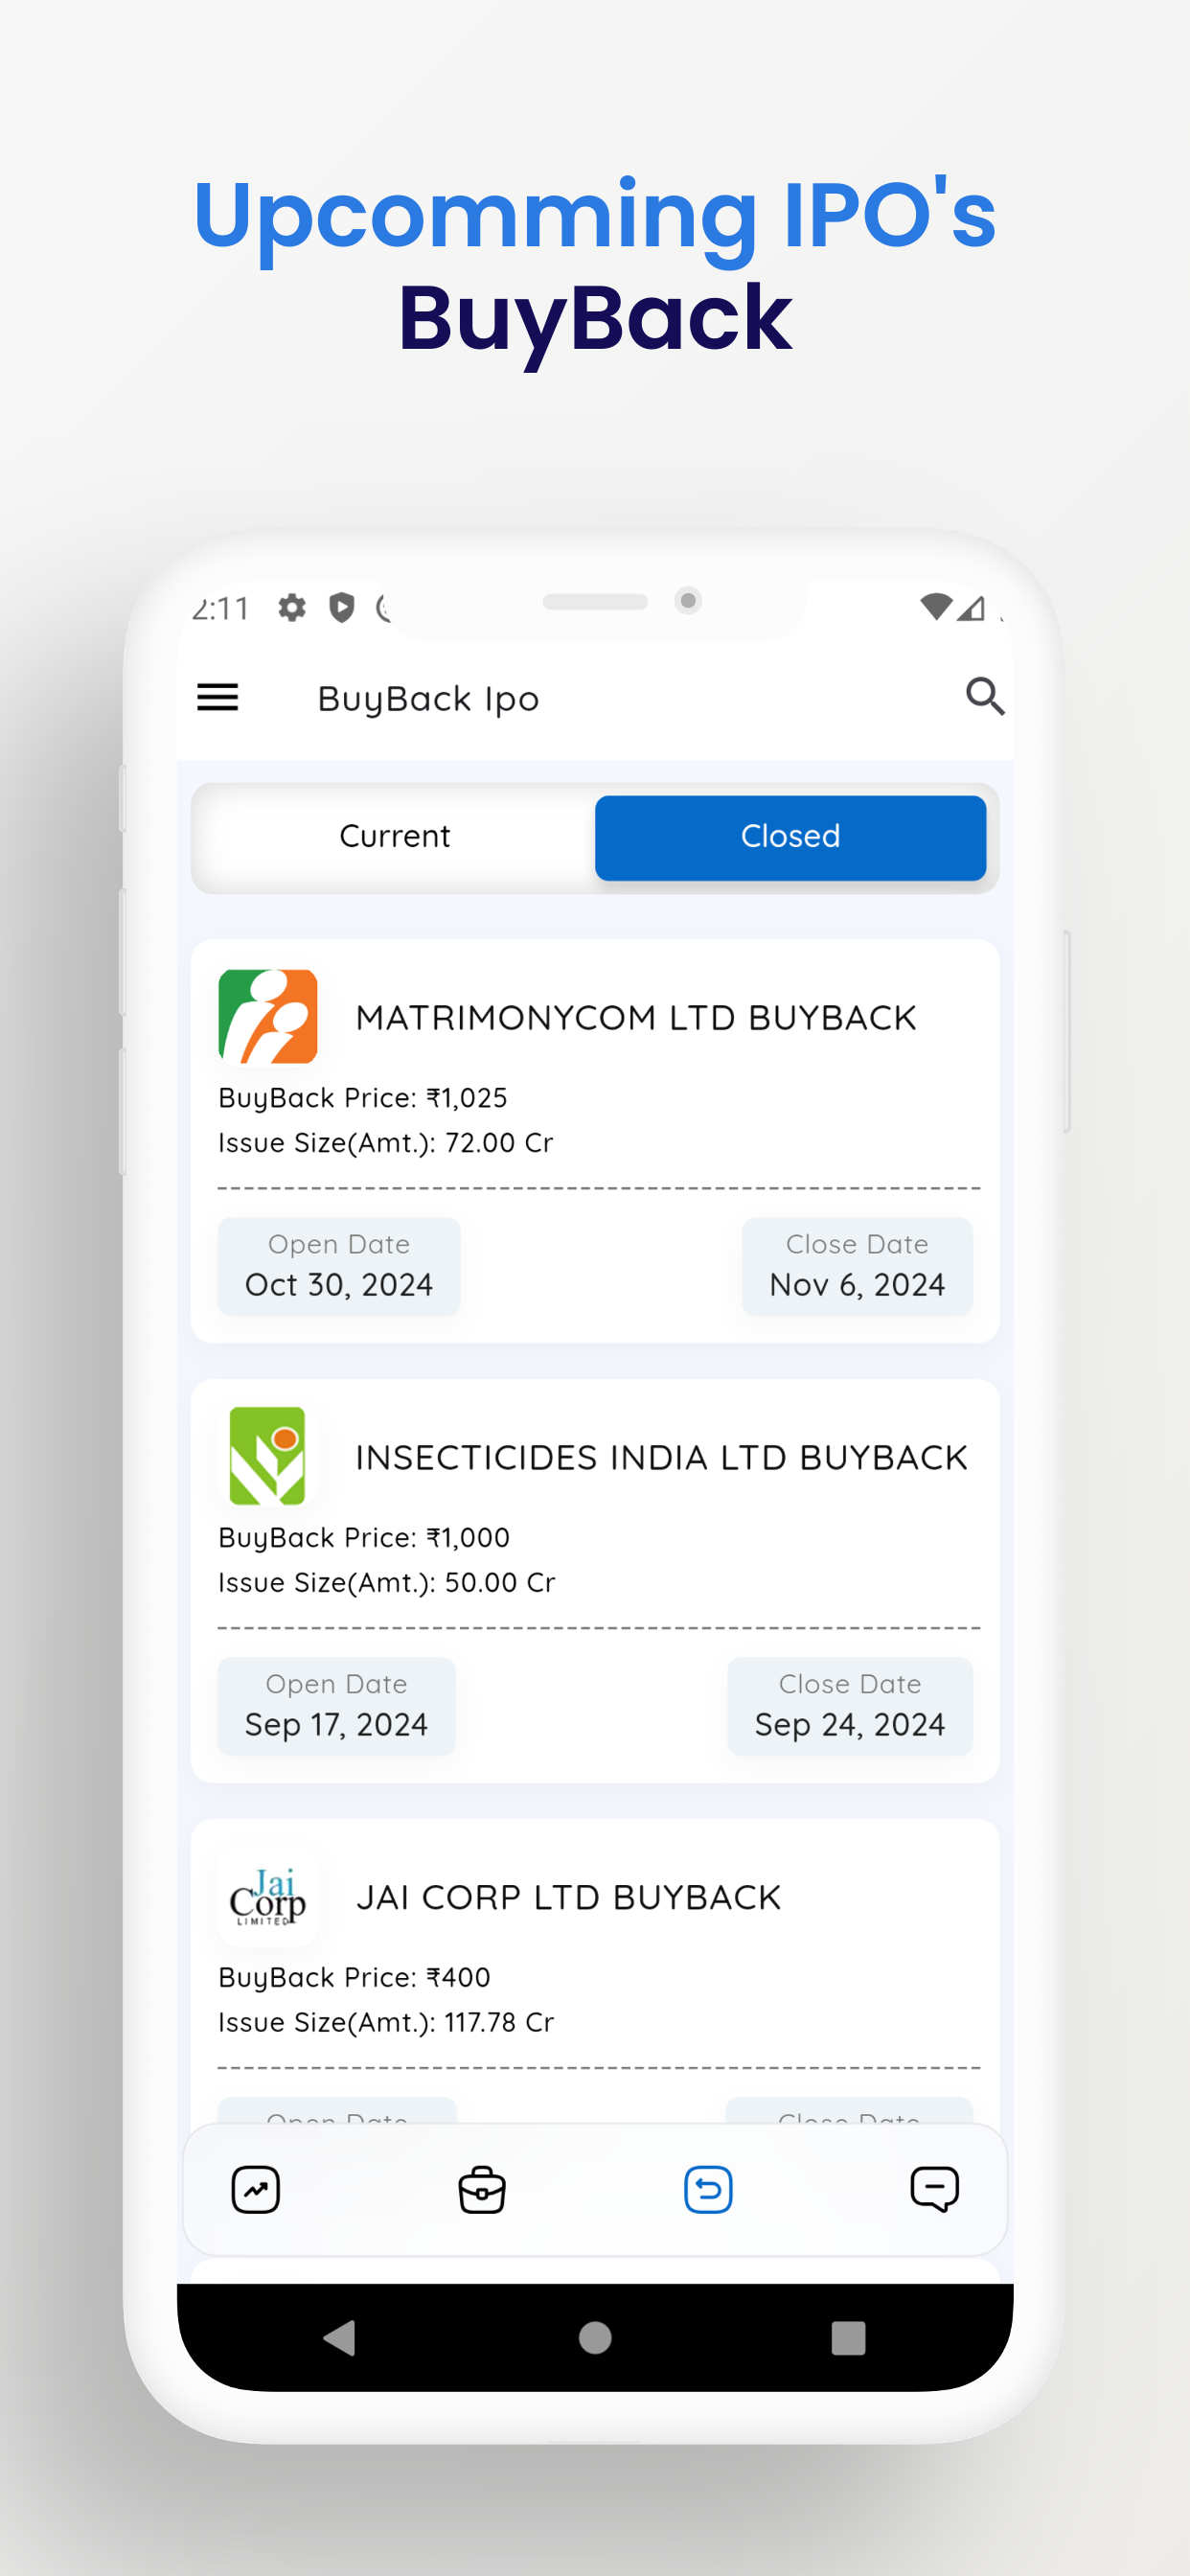 Upcomming IPO's
BuyBack
2:11
BuyBack Ipo
Current
Closed
MATRIMONYCOM LTD BUYBACK
BuyBack Price: ₹1,025
Issue Size(Amt.): 72.00 Cr
Open Date
Close Date
Oct 30, 2024
Nov 6, 2024
INSECTICIDES INDIA LTD BUYBACK
BuyBack Price: ₹1,000
Issue Size(Amt.): 50.00 Cr
Open Date
Close Date
Sep 17, 2024
Sep 24, 2024
Jai
Corp
LIMITED
JAI CORP LTD BUYBACK
BuyBack Price: ₹400
Issue Size(Amt.): 117.78 Cr
Open Date
Close Date